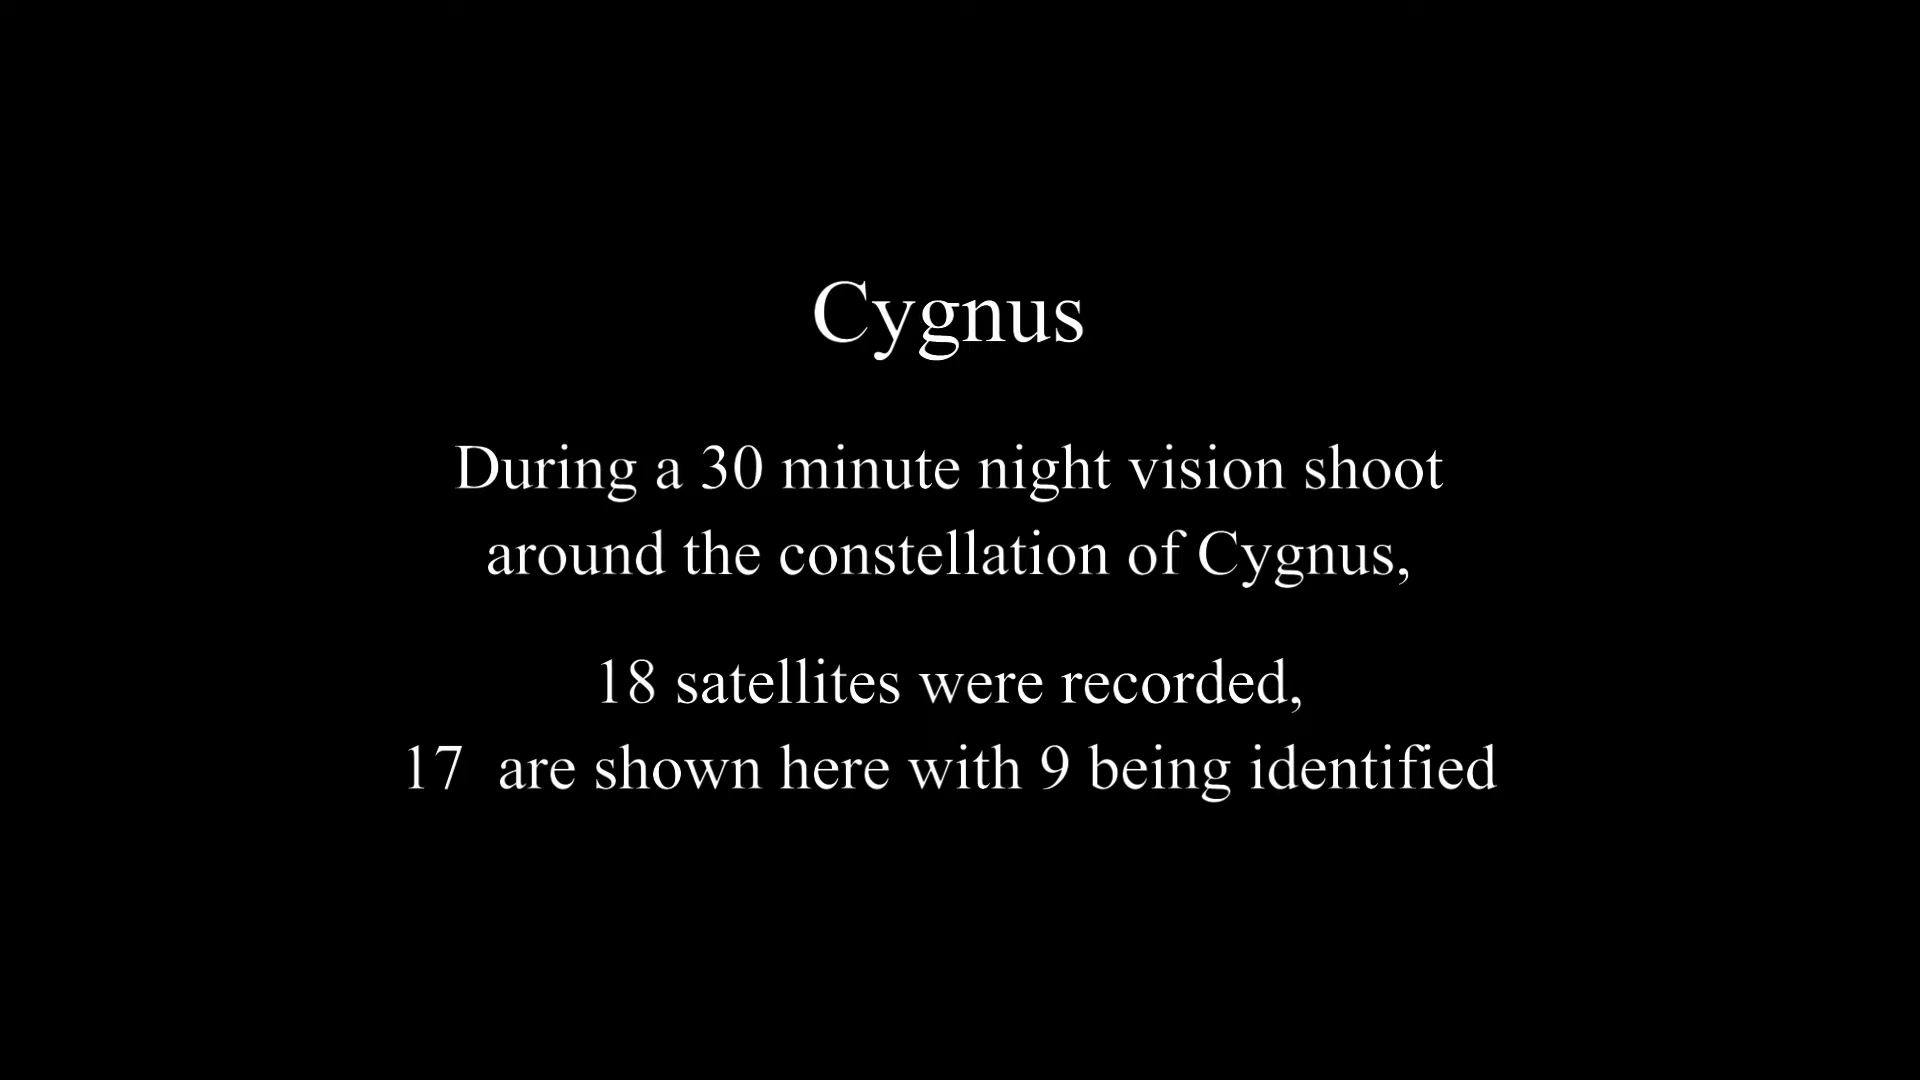 Cygnus
During a 30 minute night vision shoot
around the constellation of Cygnus,
18 satellites were recorded,
17  are shown here with 9 being identified